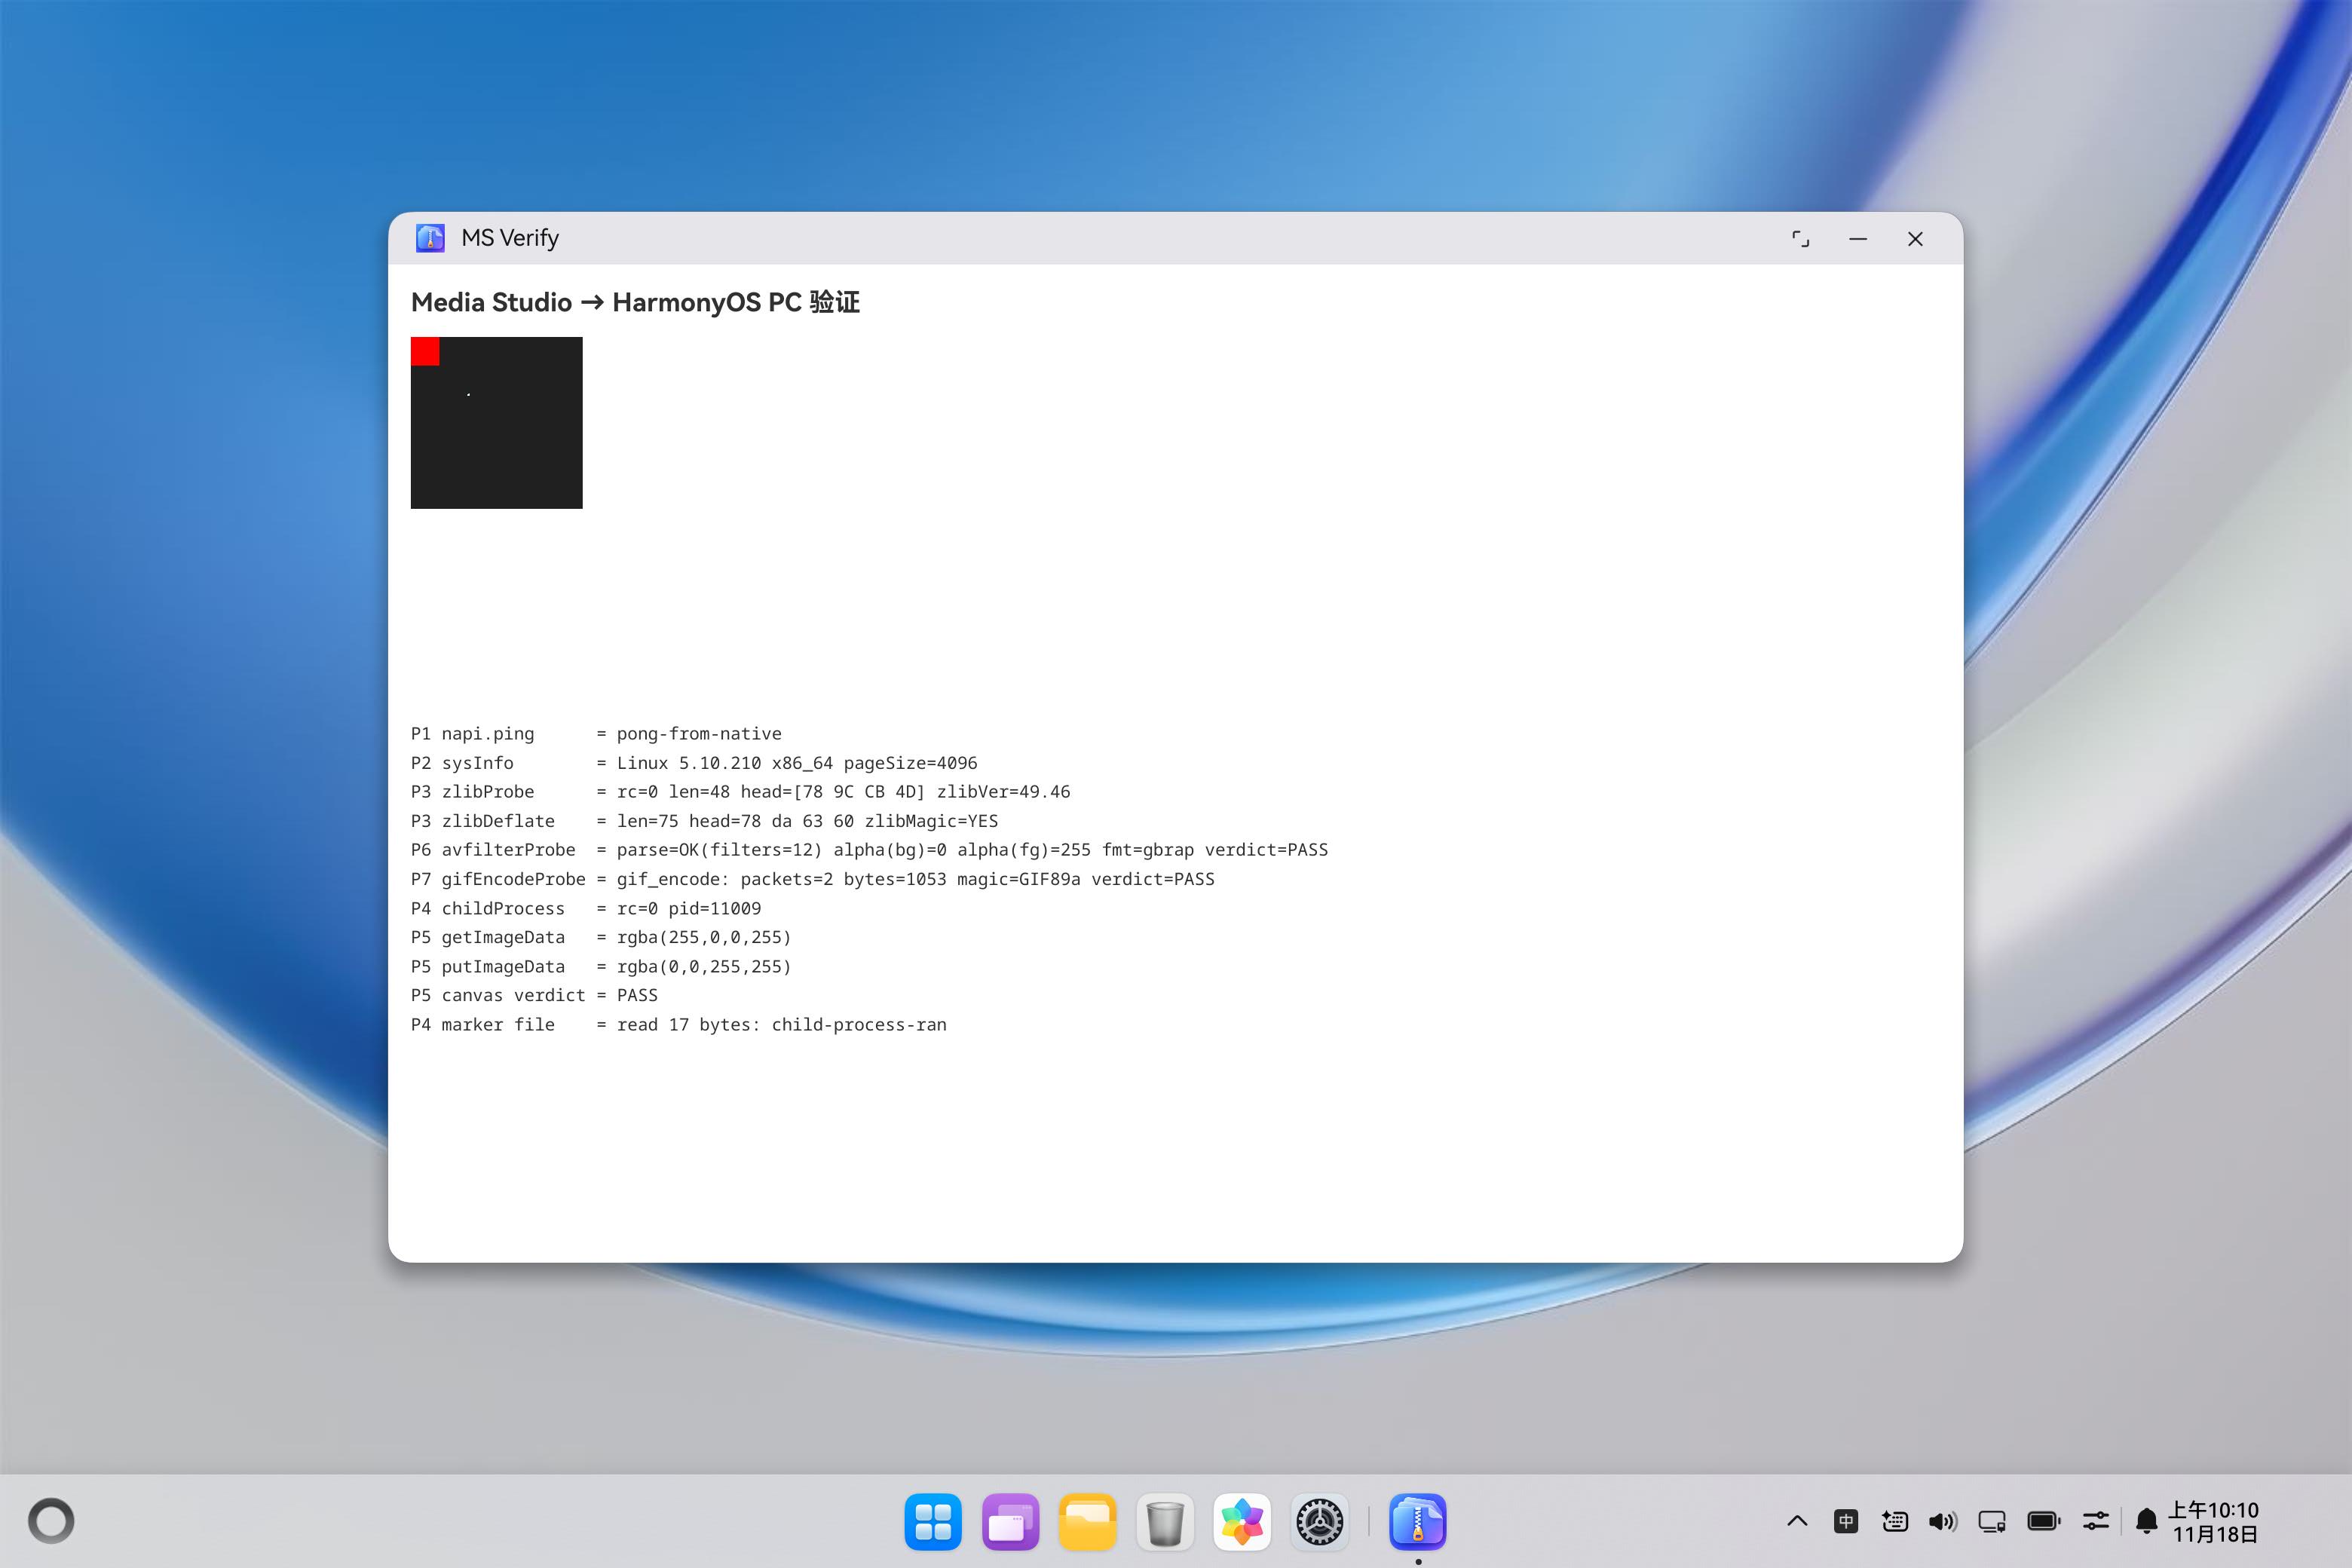 MS Verify
Media Studio → HarmonyOS PC 验证
P1 napi.ping      = pong-from-native
P2 sysInfo        = Linux 5.10.210 x86_64 pageSize=4096
P3 zlibProbe      = rc=0 len=48 head=[78 9C CB 4D] zlibVer=49.46
P3 zlibDeflate    = len=75 head=78 da 63 60 zlibMagic=YES
P6 avfilterProbe  = parse=OK(filters=12) alpha(bg)=0 alpha(fg)=255 fmt=gbrap verdict=PASS
P7 gifEncodeProbe = gif_encode: packets=2 bytes=1053 magic=GIF89a verdict=PASS
P4 childProcess   = rc=0 pid=11009
P5 getImageData   = rgba(255,0,0,255)
P5 putImageData   = rgba(0,0,255,255)
P5 canvas verdict = PASS
P4 marker file    = read 17 bytes: child-process-ran
中
上午10:10
11月18日